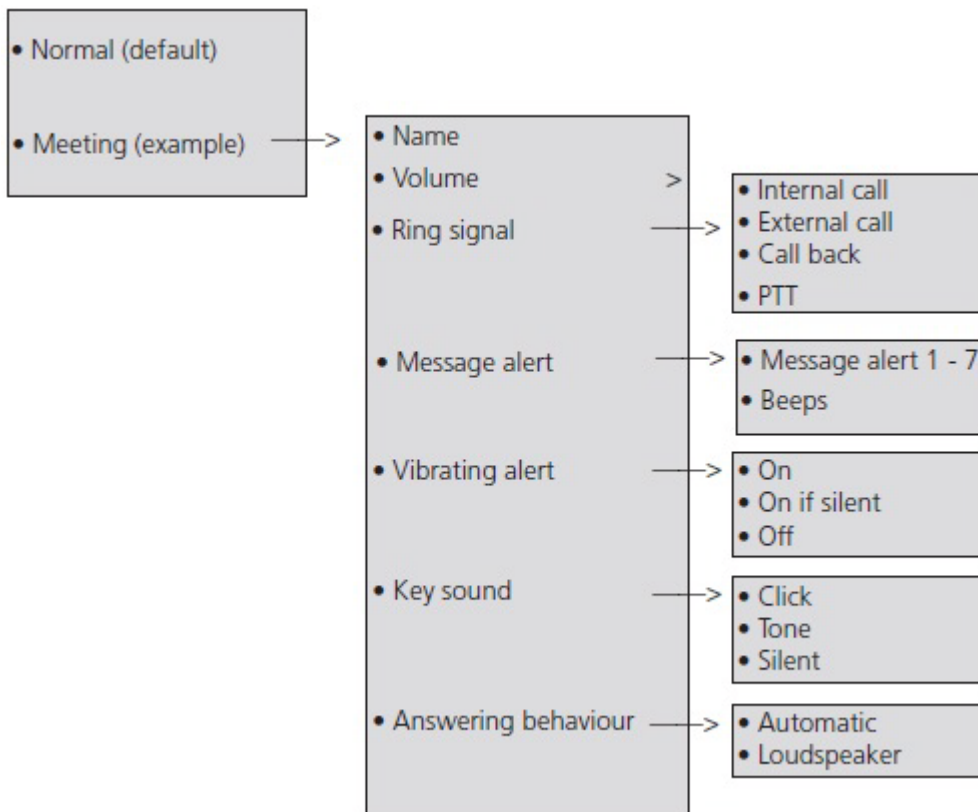 • Normal (default)
• Meeting (example)
• Name
• Volume >
• Ring signal
• Internal call
• External call
• Call back
• PTT
• Message alert
• Message alert 1 - 7
• Beeps
• Vibrating alert
• On
• On if silent
• Off
• Key sound
• Click
• Tone
• Silent
• Answering behaviour
• Automatic
• Loudspeaker